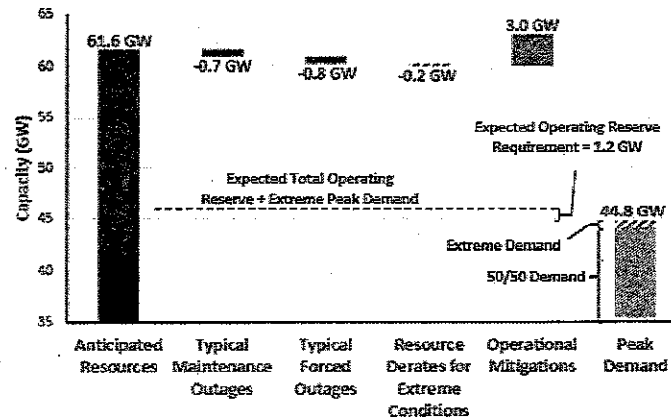 65
60
55
50
45
40
35
Capacity (GW)
61.6 GW
-0.7 GW
-0.8 GW
-0.2 GW
3.0 GW
Expected Operating Reserve
Requirement = 1.2 GW
Expected Total Operating
Reserve + Extreme Peak Demand
44.8 GW
Extreme Demand
50/50 Demand
Anticipated
Resources
Typical
Maintenance
Outages
Typical
Forced
Outages
Resource
Derates for
Extreme
Conditions
Operational
Mitigations
Peak
Demand